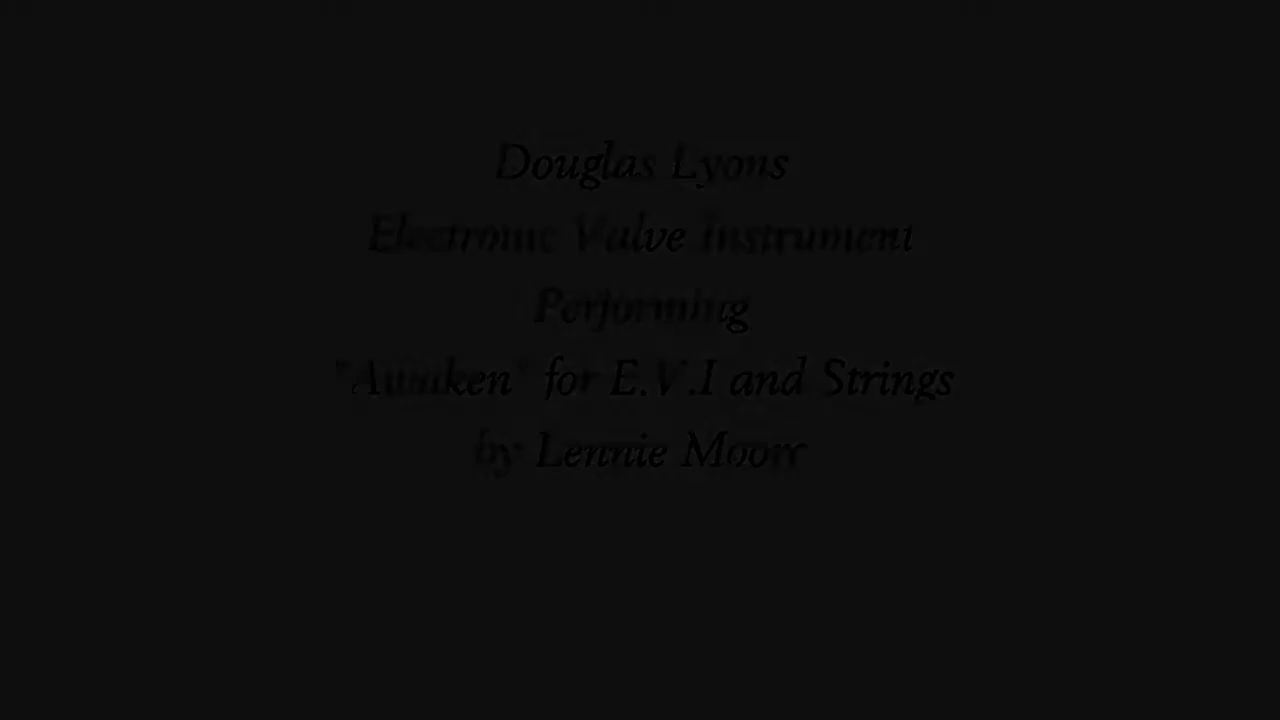 Douglas Lyons
Electronic Valve Instrument
Performing
"Awaken" for E.V.I and Strings
by Lennie Moore